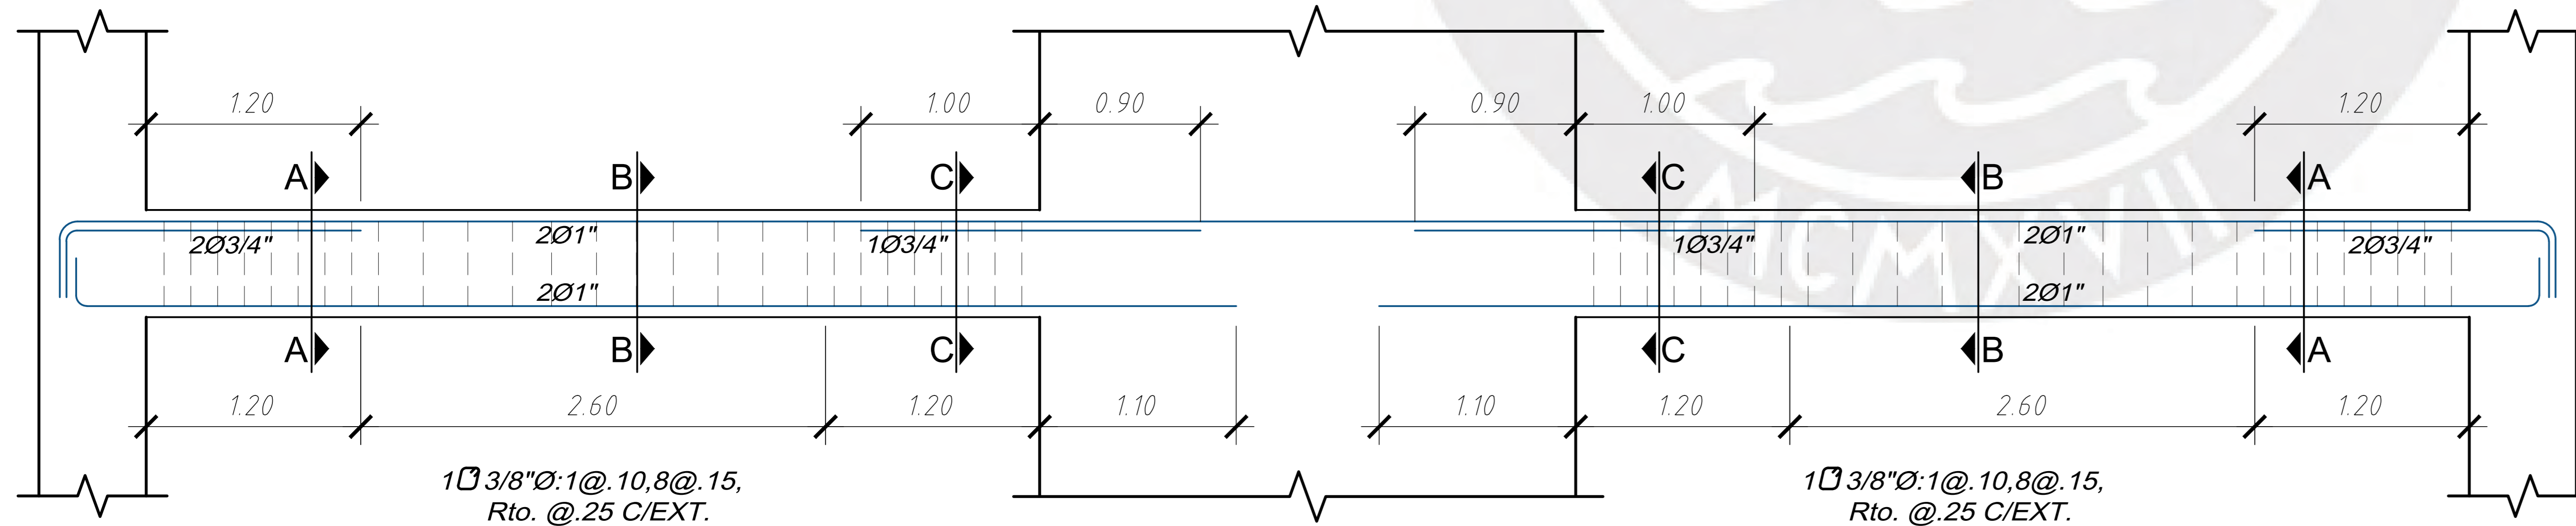 1.20 1.00 0.90 0.90 1.00 1.20
A B C C B A
2Ø3/4" 2Ø1" 1Ø3/4" 1Ø3/4" 2Ø1" 2Ø3/4"
2Ø1" 2Ø1"
A B C C B A
1.20 2.60 1.20 1.10 1.10 1.20 2.60 1.20
1 3/8"Ø:1@.10,8@.15,
Rto. @.25 C/EXT.
1 3/8"Ø:1@.10,8@.15,
Rto. @.25 C/EXT.
MCMXVII